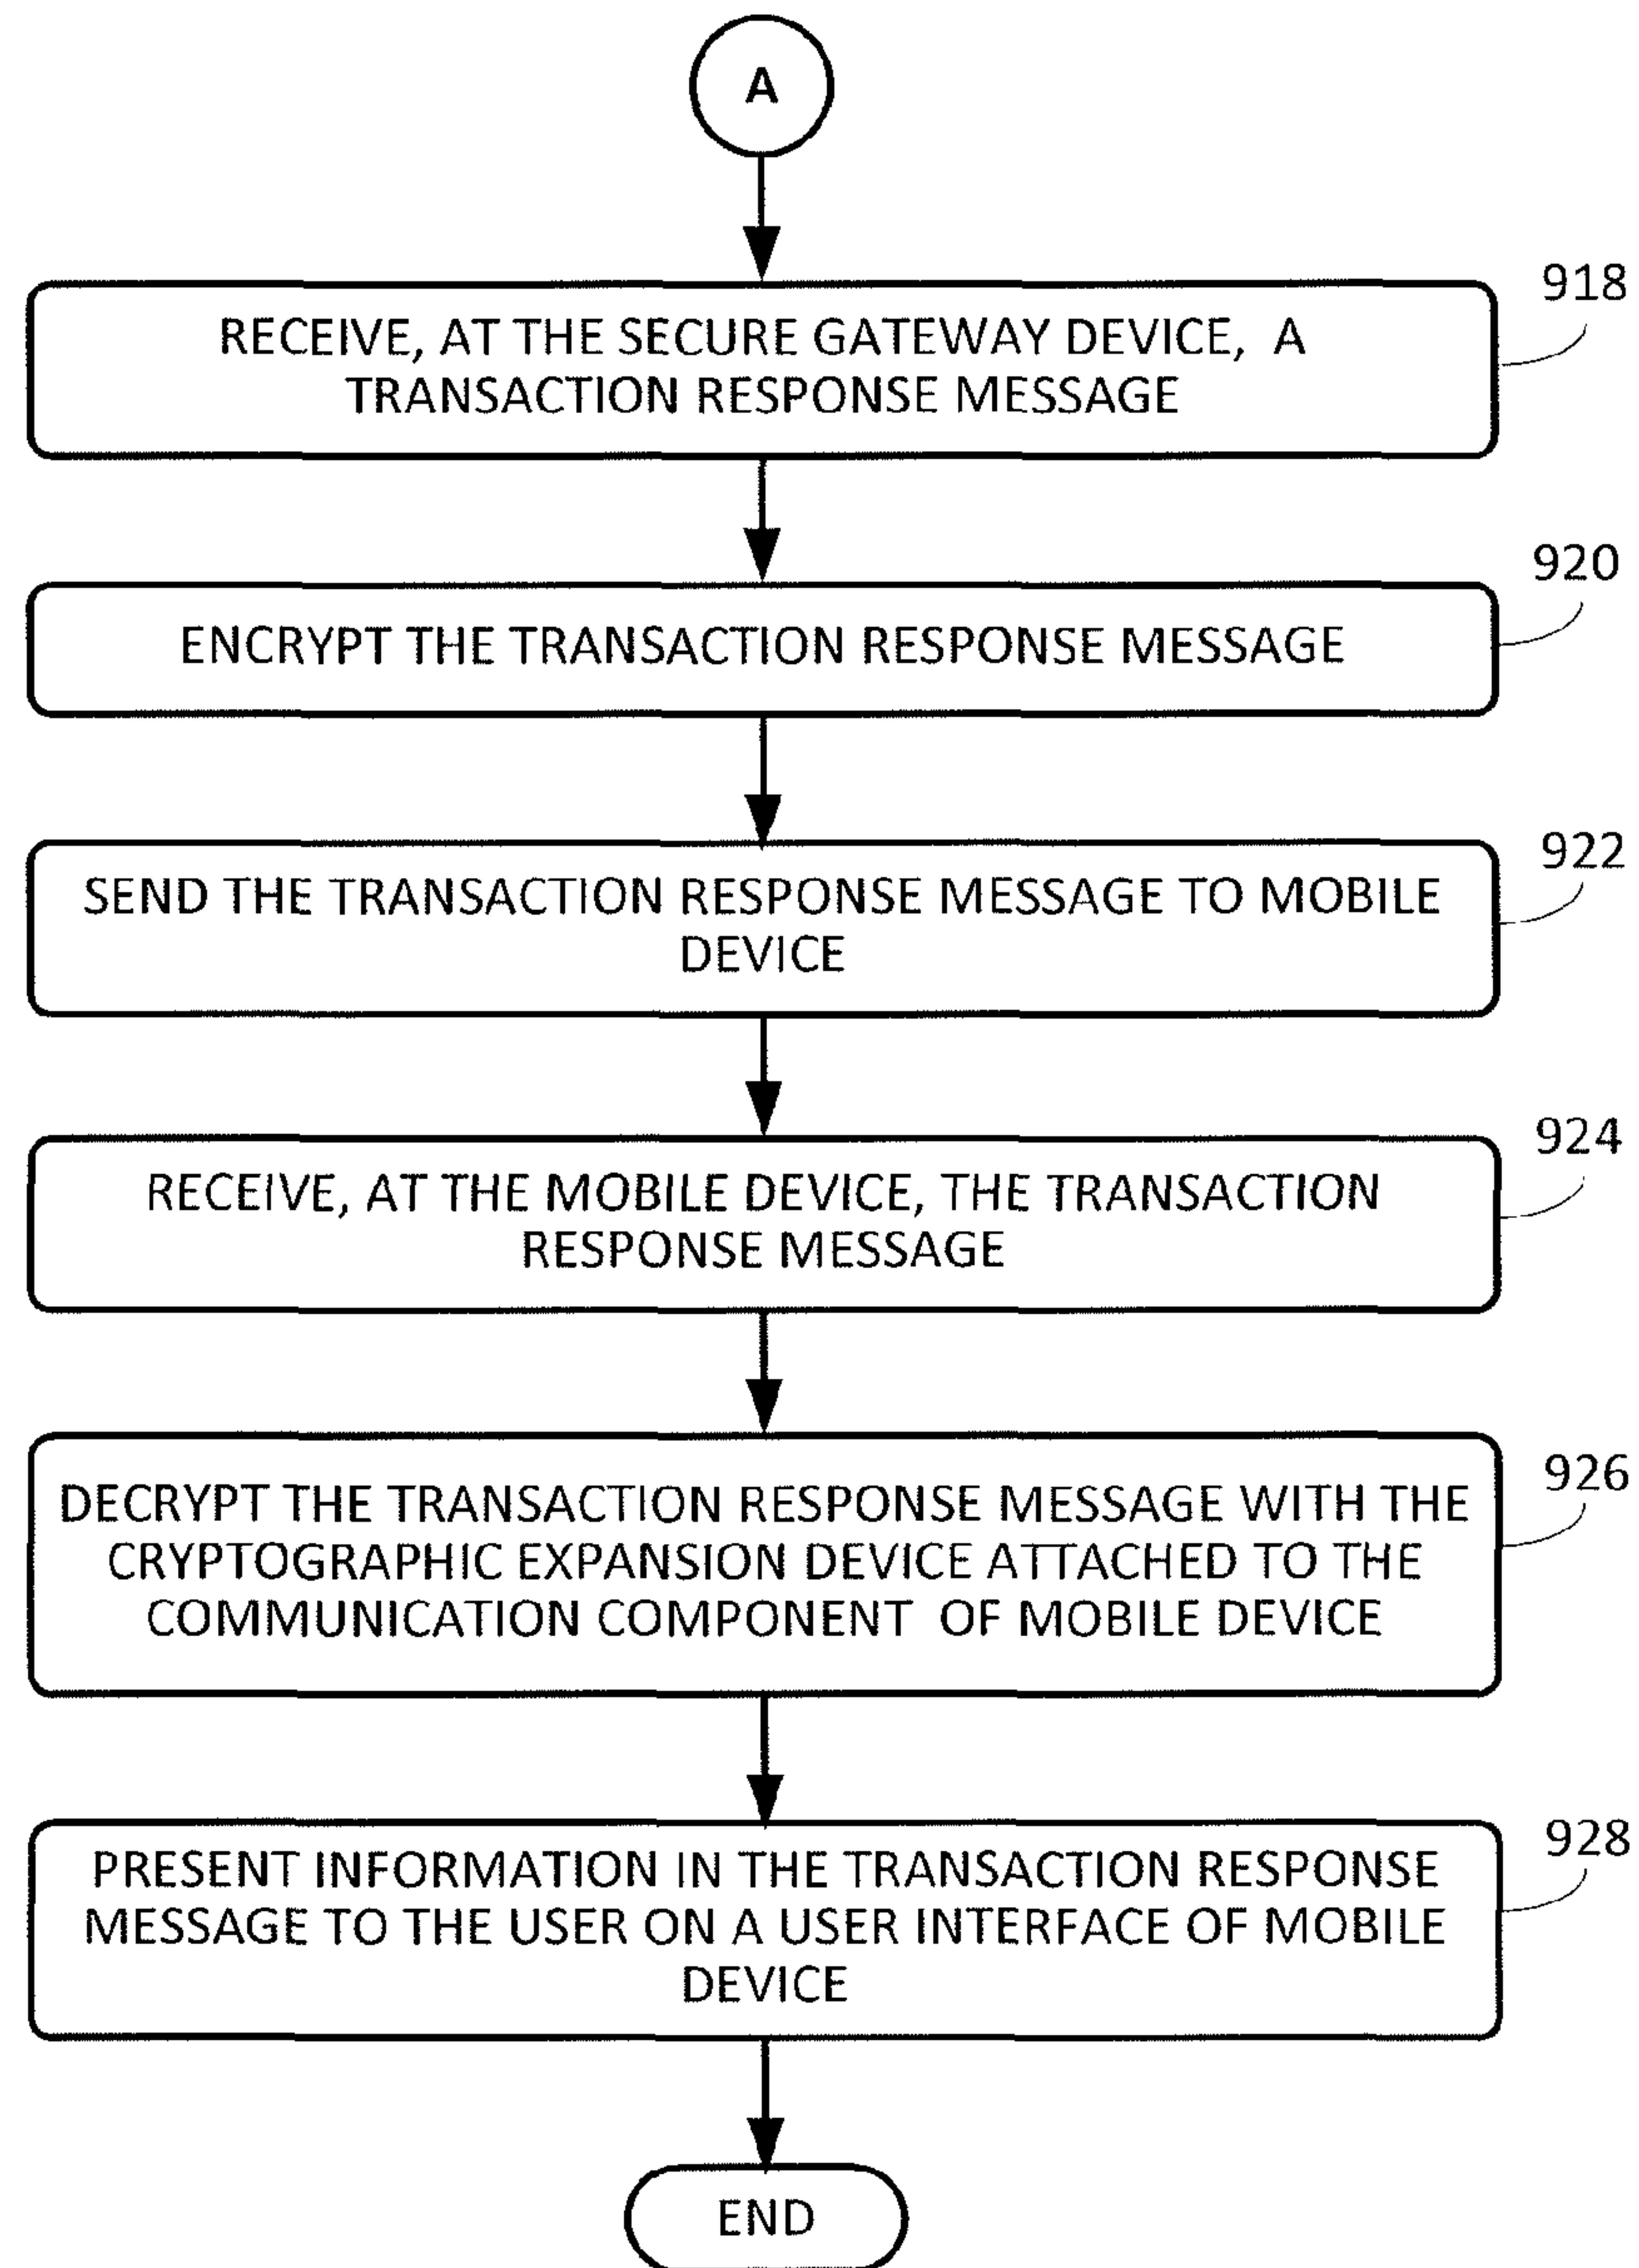 A
918
RECEIVE, AT THE SECURE GATEWAY DEVICE, A
TRANSACTION RESPONSE MESSAGE
920
ENCRYPT THE TRANSACTION RESPONSE MESSAGE
922
SEND THE TRANSACTION RESPONSE MESSAGE TO MOBILE
DEVICE
924
RECEIVE, AT THE MOBILE DEVICE, THE TRANSACTION
RESPONSE MESSAGE
926
DECRYPT THE TRANSACTION RESPONSE MESSAGE WITH THE
CRYPTOGRAPHIC EXPANSION DEVICE ATTACHED TO THE
COMMUNICATION COMPONENT OF MOBILE DEVICE
928
PRESENT INFORMATION IN THE TRANSACTION RESPONSE
MESSAGE TO THE USER ON A USER INTERFACE OF MOBILE
DEVICE
END